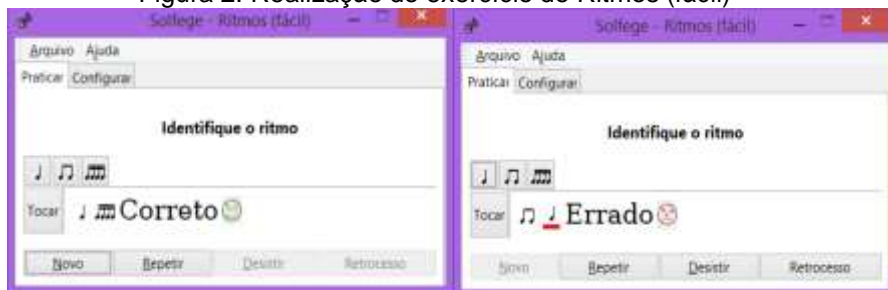 Figura 2: Realização do exercício de Ritmos (fácil)
Solfege - Ritmos (fácil)
Arquivo Ajuda
Praticar Configurar
Identifique o ritmo
Tocar Correto
Novo Repetir Desistir Retrocesso
Solfege - Ritmos (fácil)
Arquivo Ajuda
Praticar Configurar
Identifique o ritmo
Tocar Errado
Novo Repetir Desistir Retrocesso